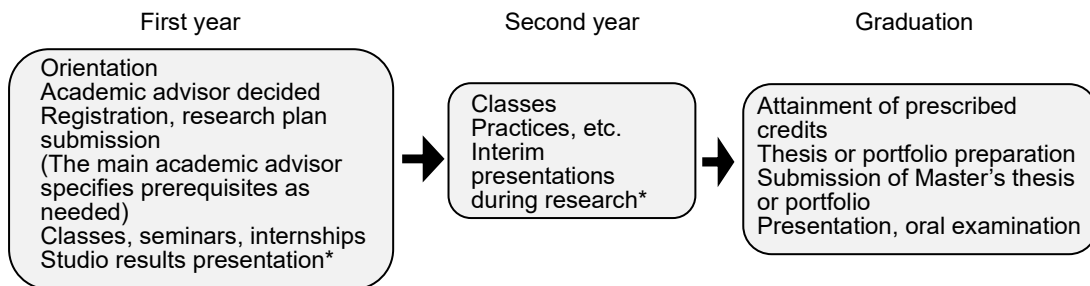 First year
Orientation
Academic advisor decided
Registration, research plan
submission
(The main academic advisor
specifies prerequisites as
needed)
Classes, seminars, internships
Studio results presentation*
Second year
Classes
Practices, etc.
Interim
presentations
during research*
Graduation
Attainment of prescribed
credits
Thesis or portfolio preparation
Submission of Master’s thesis
or portfolio
Presentation, oral examination